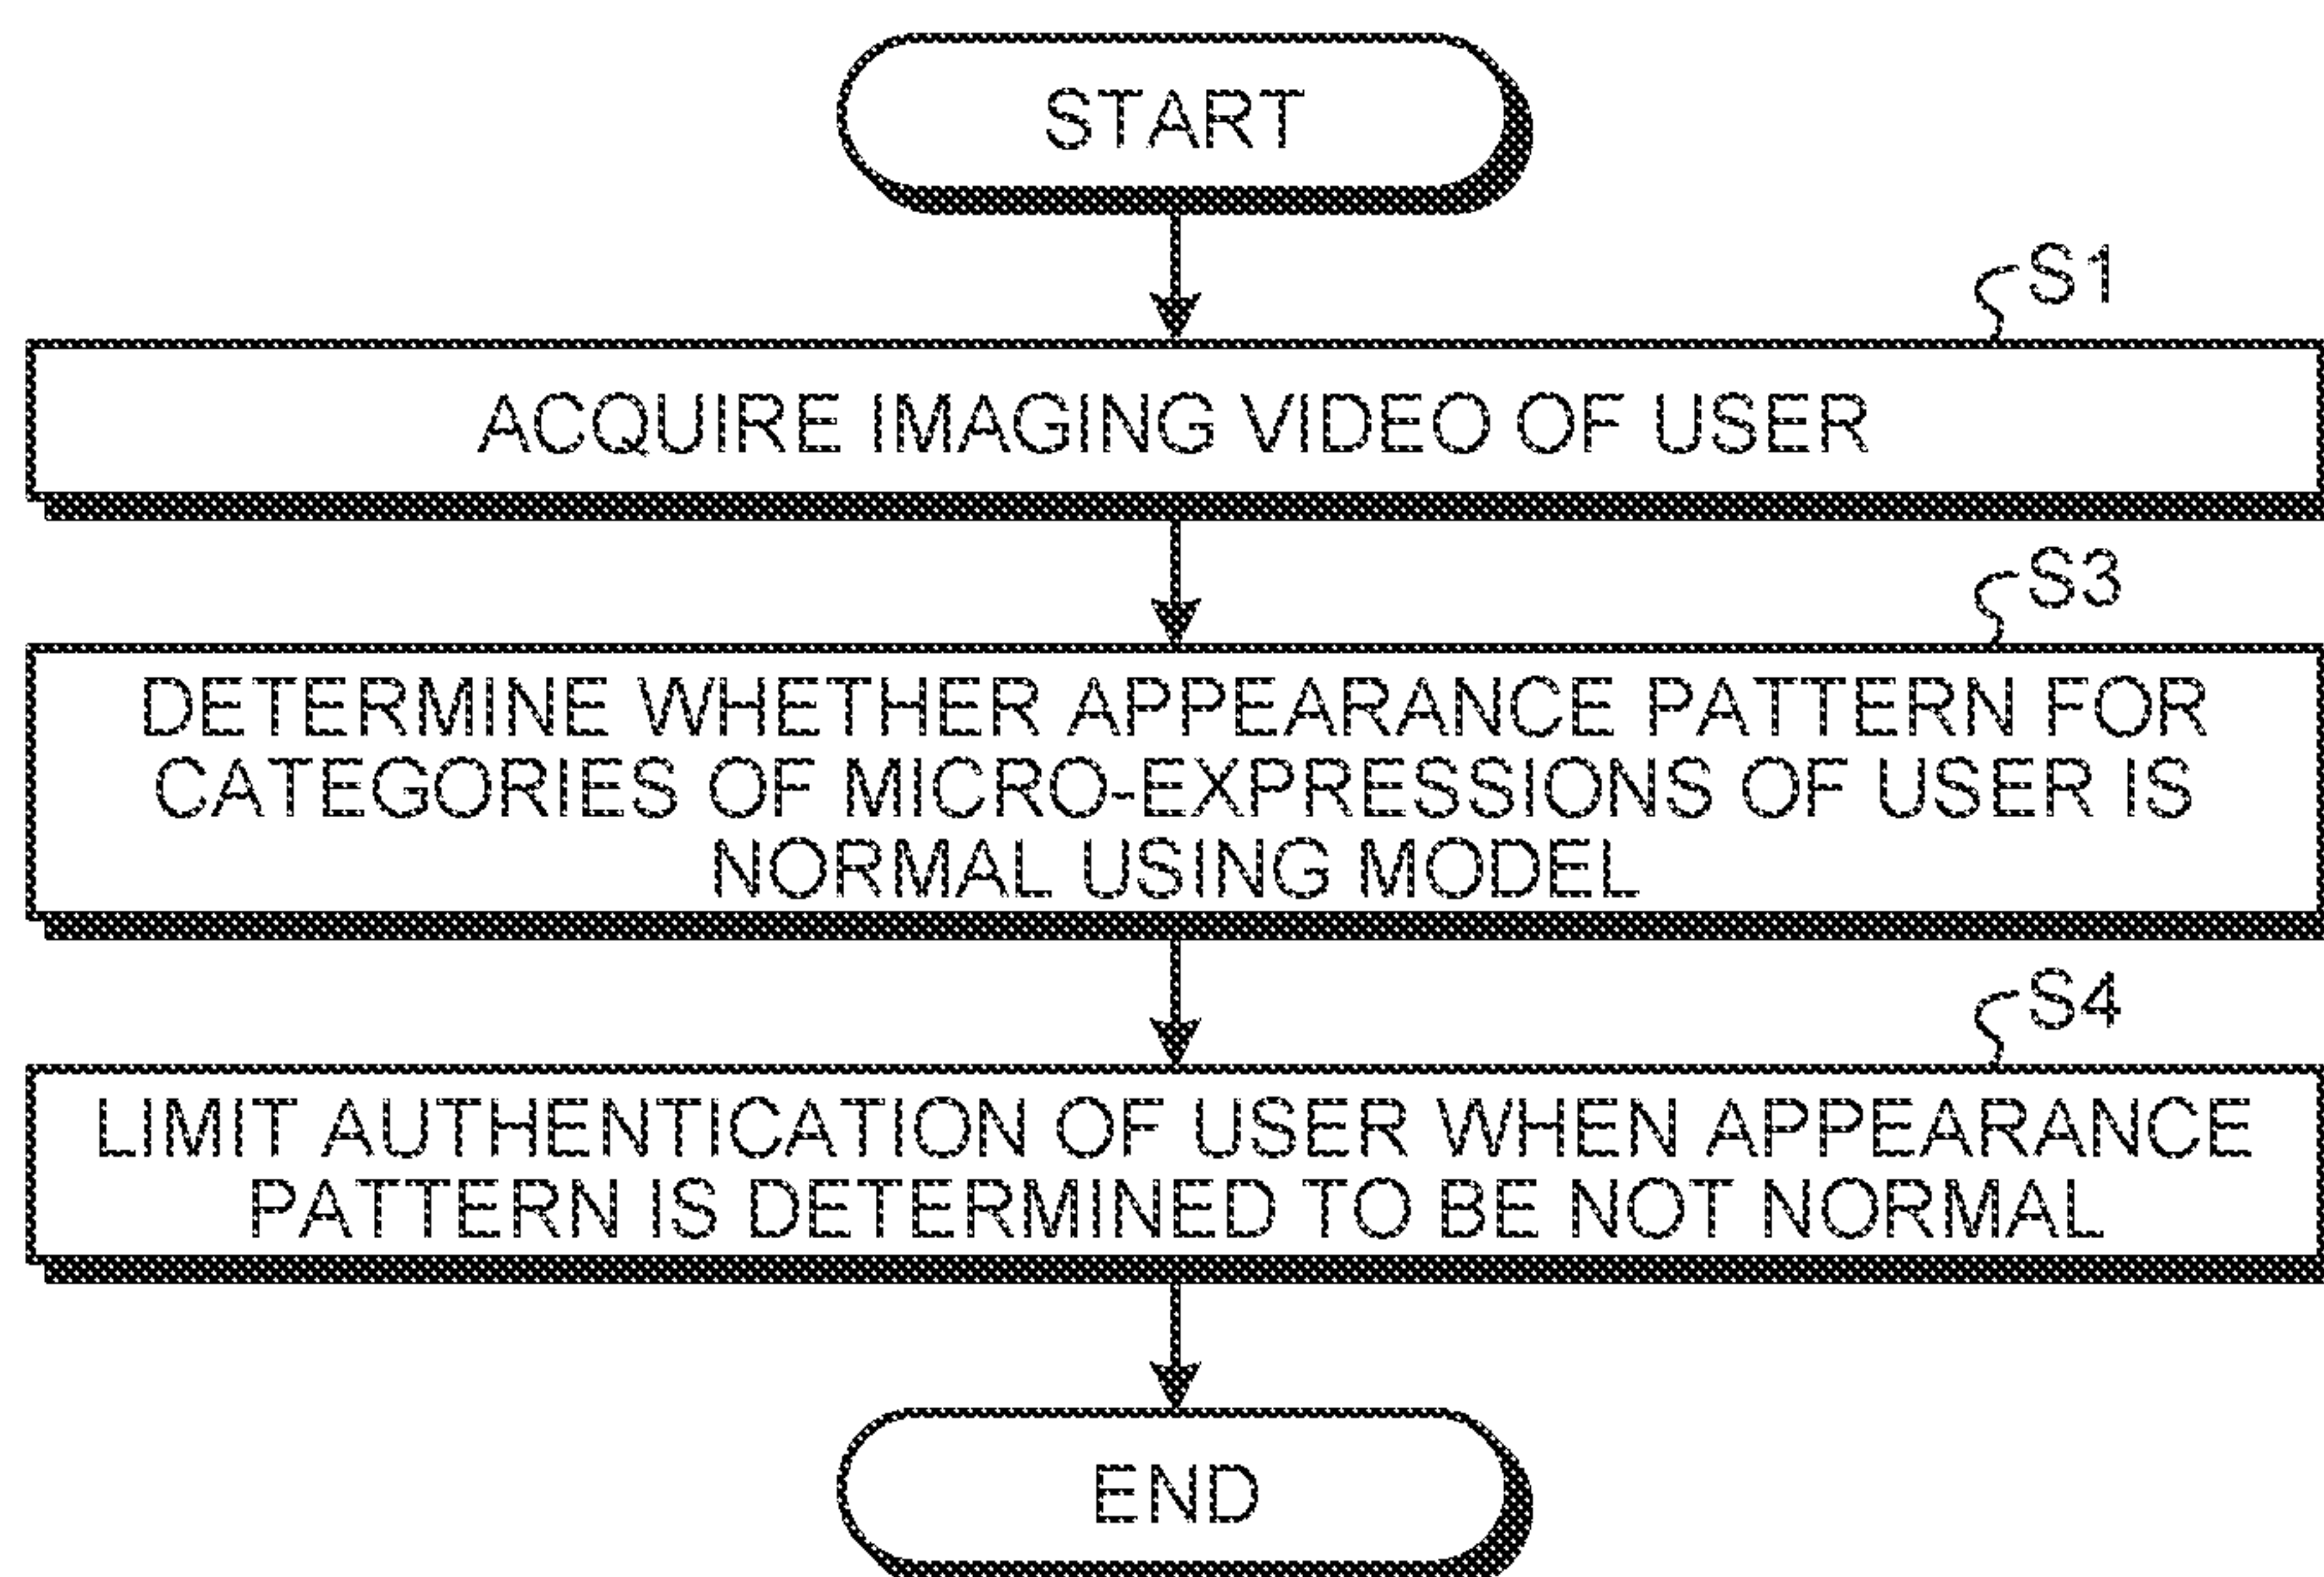 START
S1
ACQUIRE IMAGING VIDEO OF USER
S3
DETERMINE WHETHER APPEARANCE PATTERN FOR
CATEGORIES OF MICRO-EXPRESSIONS OF USER IS
NORMAL USING MODEL
S4
LIMIT AUTHENTICATION OF USER WHEN APPEARANCE
PATTERN IS DETERMINED TO BE NOT NORMAL
END